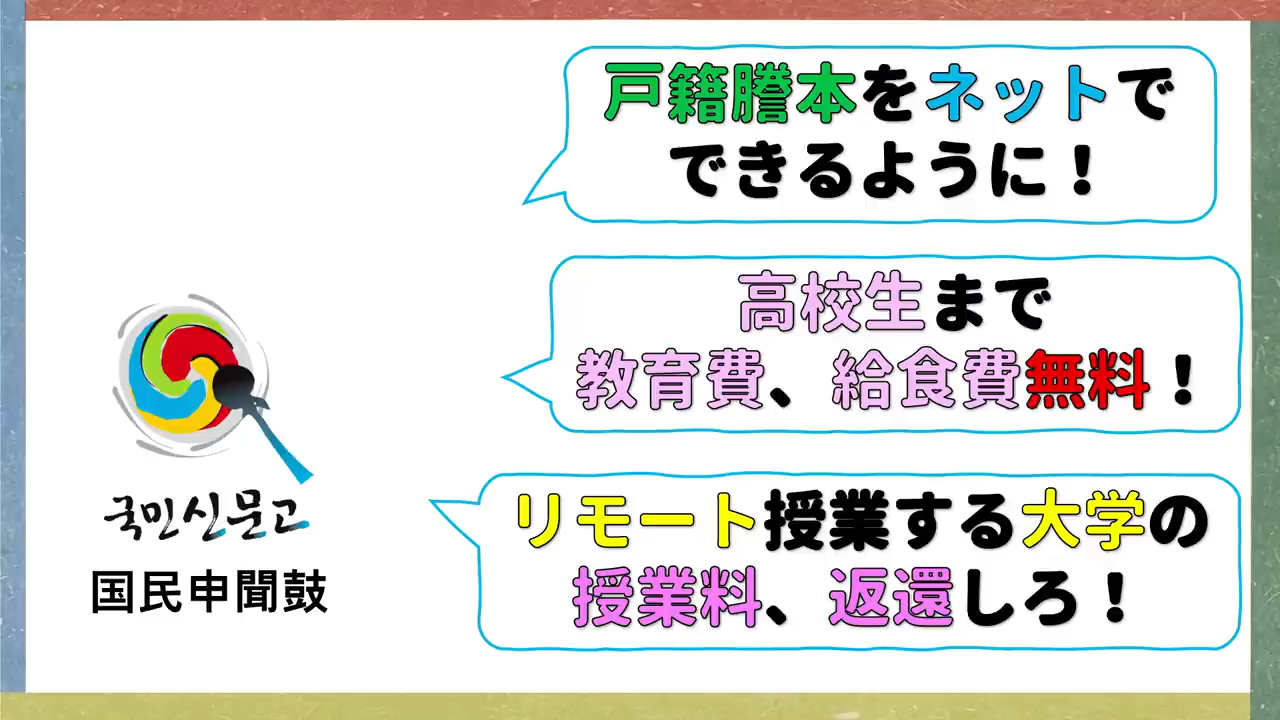 戸籍謄本をネットで
できるように！
高校生まで
教育費、給食費無料！
リモート授業する大学の
授業料、返還しろ！
국민신문고
国民申聞鼓